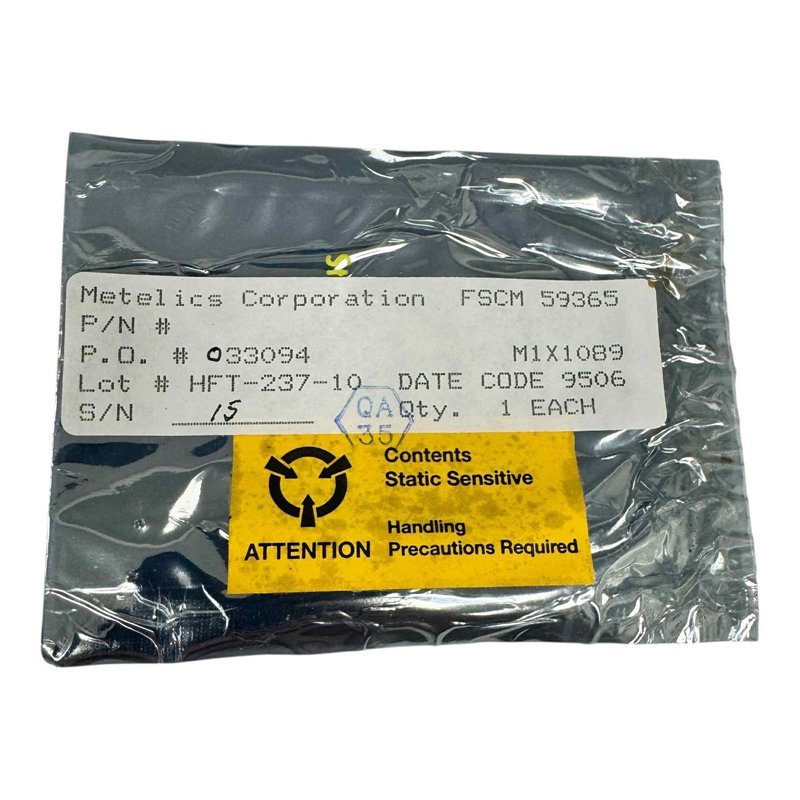 Metelics Corporation FSCM 59365
P/N #
P.O. # 033094 M1X1089
Lot # HFT-237-10 DATE CODE 9506
S/N 15 Qty. 1 EACH
QA
35
Contents
Static Sensitive
Handling
ATTENTION Precautions Required